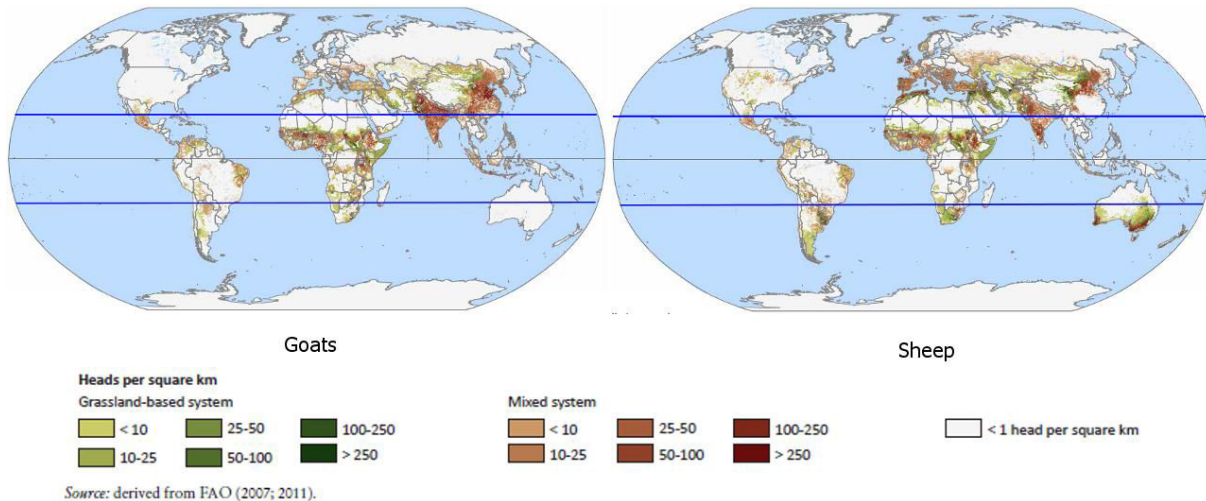 Goats
Sheep
Heads per square km
Grassland-based system
< 10
25-50
100-250
10-25
50-100
> 250
Mixed system
< 10
25-50
100-250
10-25
50-100
> 250
< 1 head per square km
Source: derived from FAO (2007; 2011).